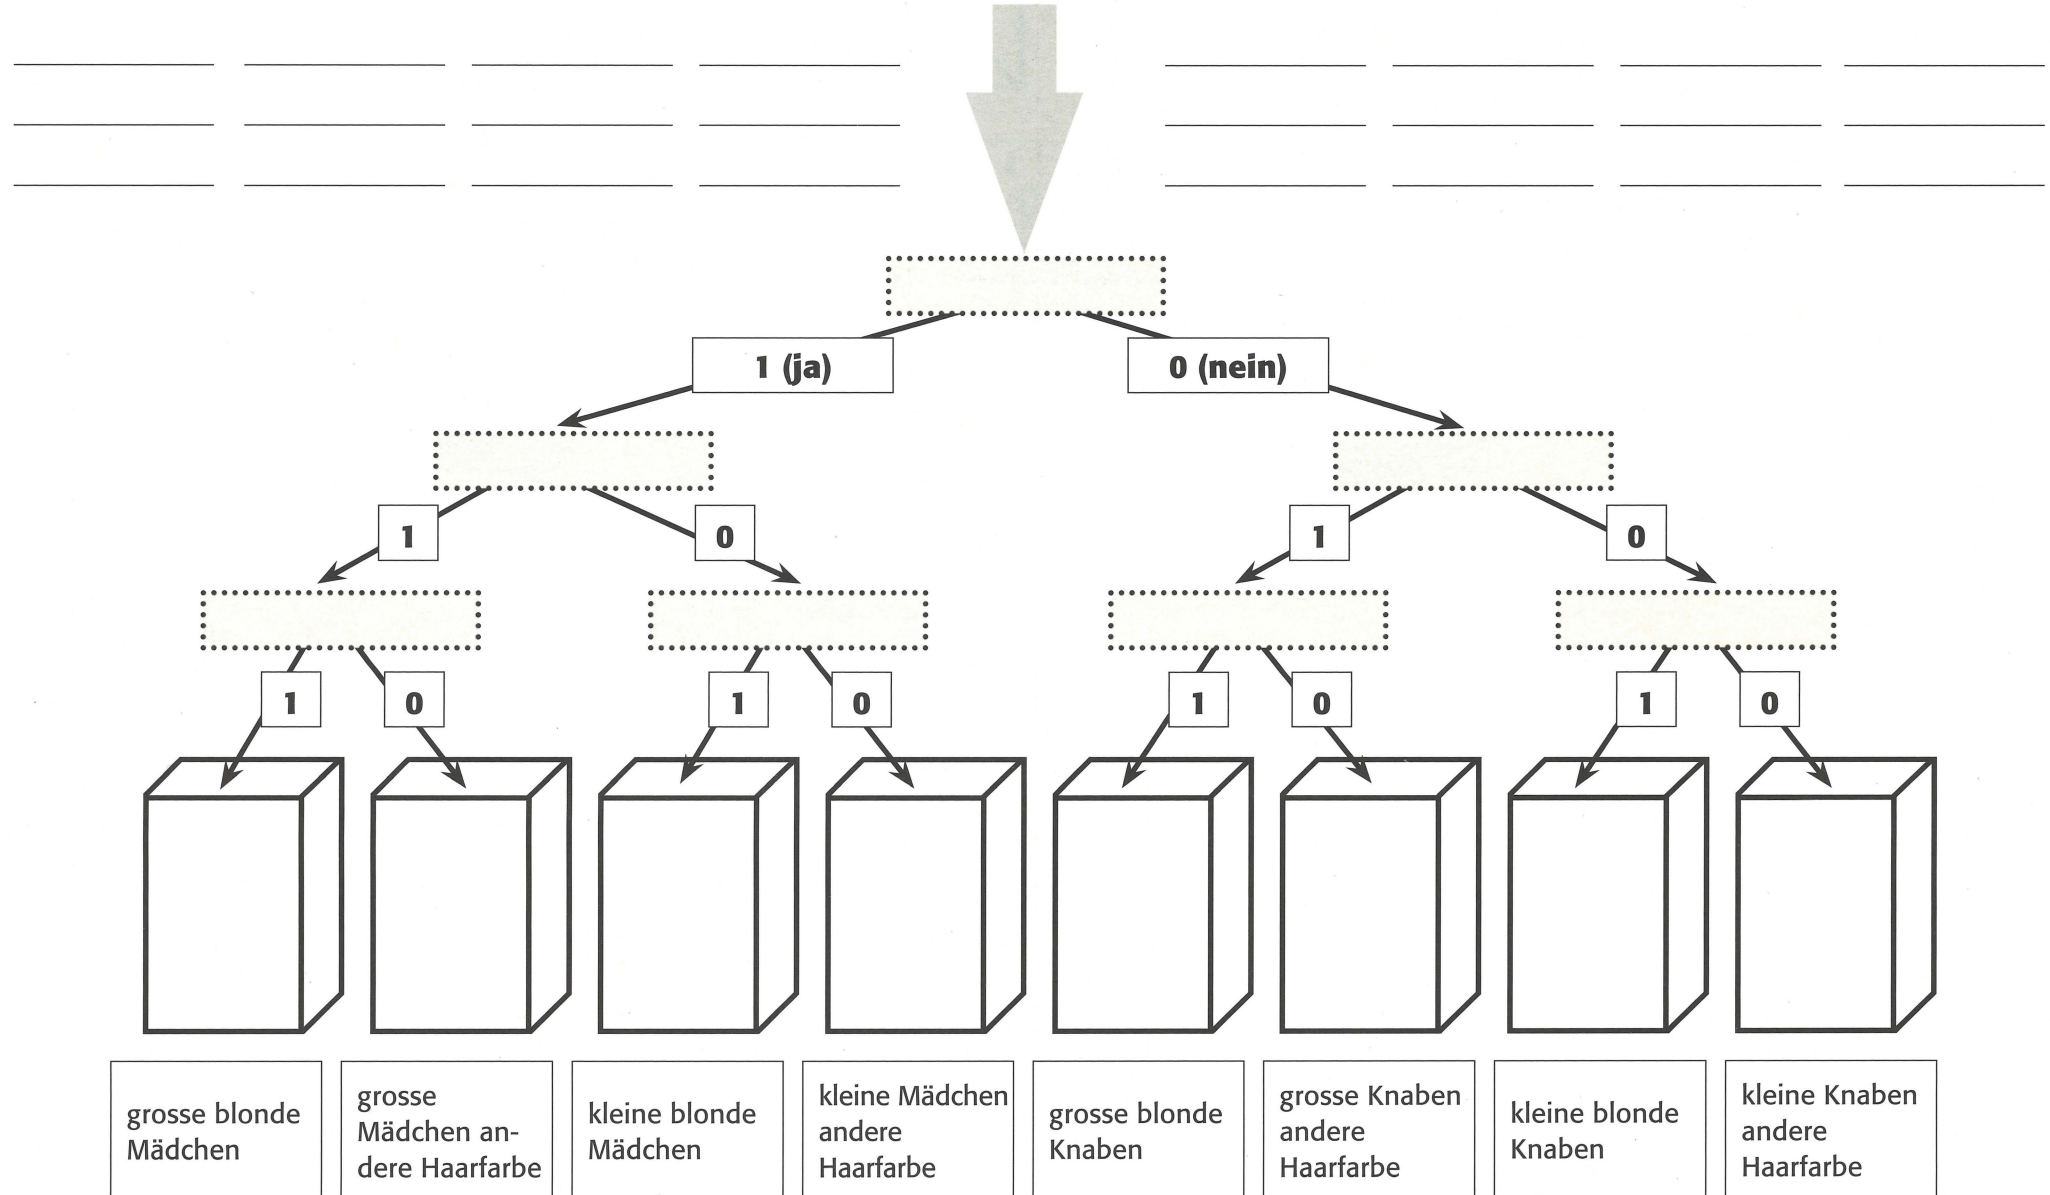 1 (ja)
0 (nein)
1
0
1
0
1
0
1
0
1
0
1
0
grosse blonde
Mädchen
grosse
Mädchen an-
dere Haarfarbe
kleine blonde
Mädchen
kleine Mädchen
andere
Haarfarbe
grosse blonde
Knaben
grosse Knaben
andere
Haarfarbe
kleine blonde
Knaben
kleine Knaben
andere
Haarfarbe